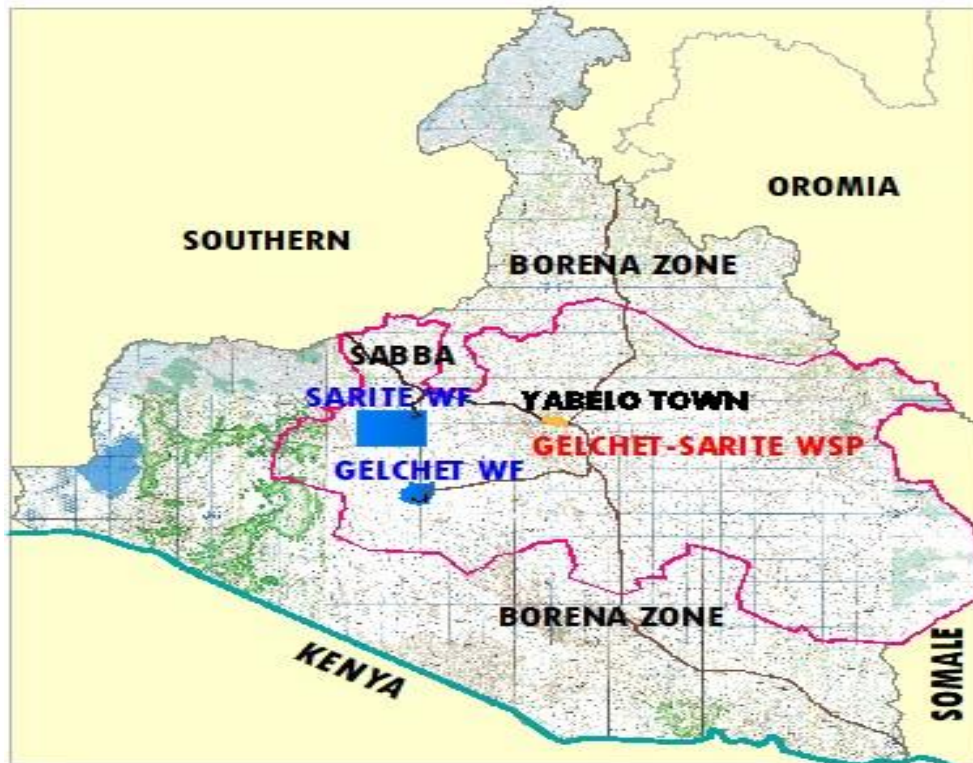 OROMIA
SOUTHERN
BORENA ZONE
SABBA
SARITE WF
YABELO TOWN
GELCHET-SARITE WSP
GELCHET WF
BORENA ZONE
KENYA
SOMALE